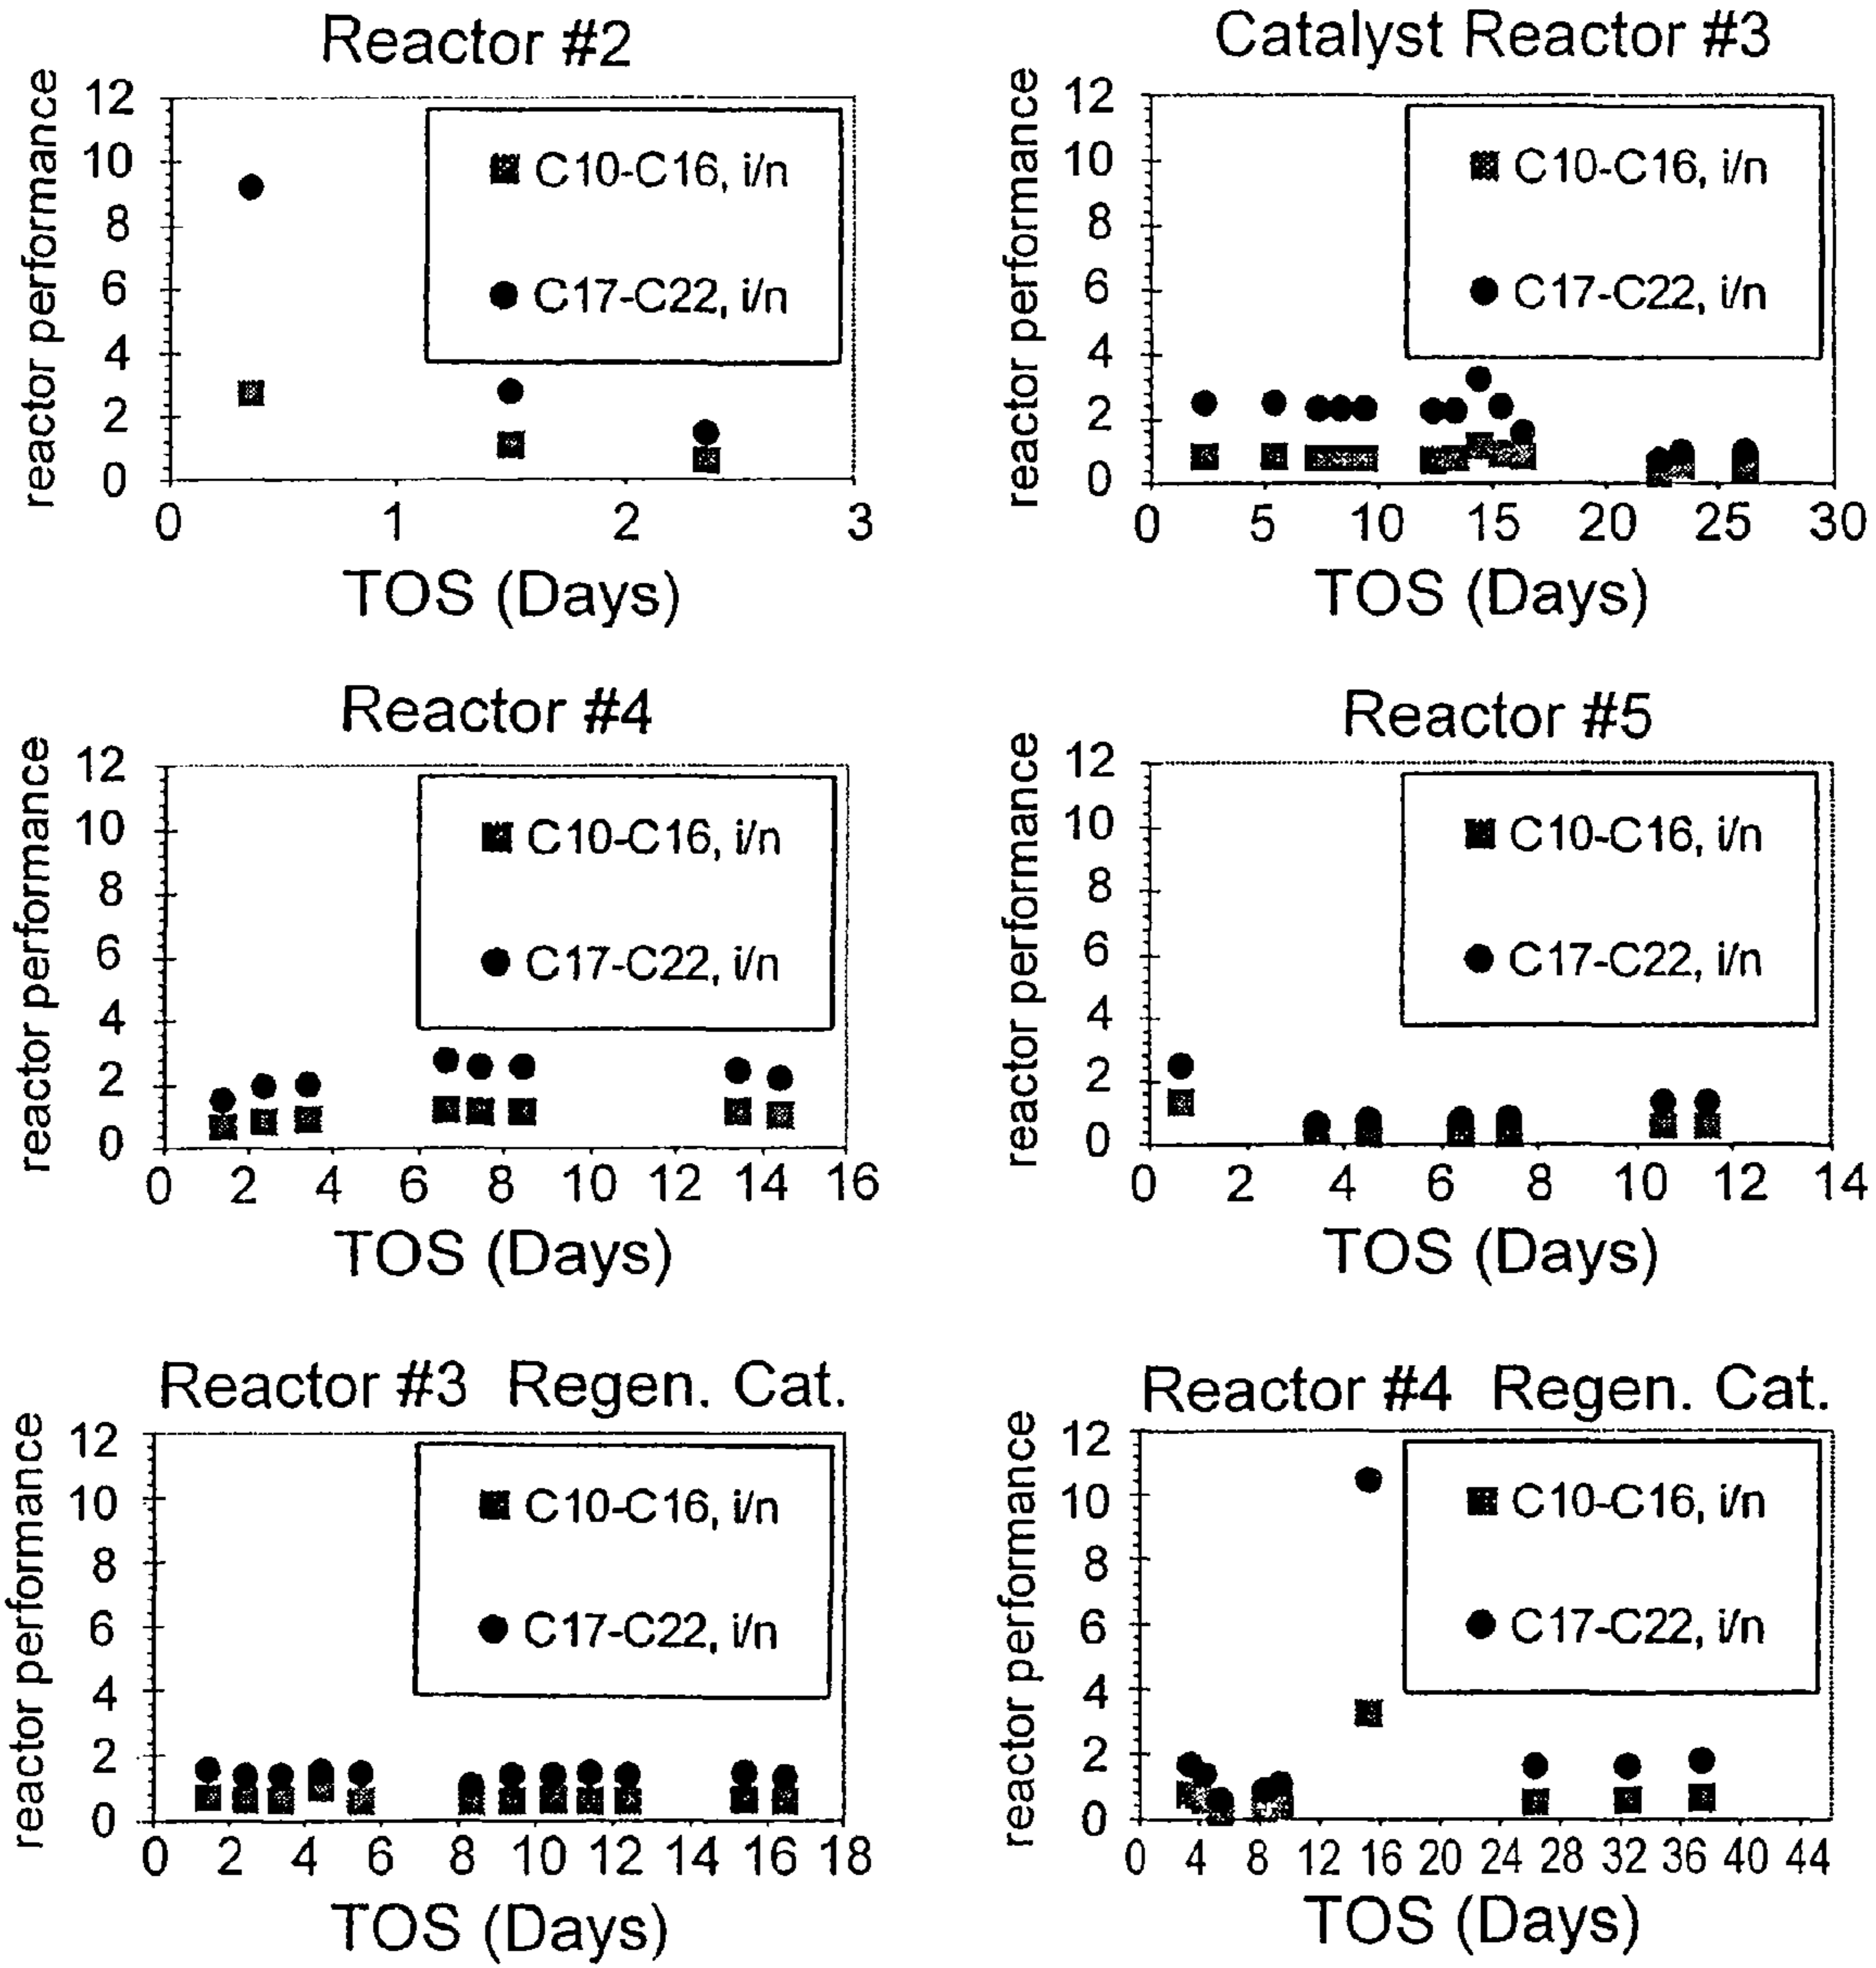 Reactor #2
reactor performance
12
10
8
6
4
2
0
C10-C16, i/n
C17-C22, i/n
0 1 2 3
TOS (Days)
Catalyst Reactor #3
reactor performance
12
10
8
6
4
2
0
C10-C16, i/n
C17-C22, i/n
0 5 10 15 20 25 30
TOS (Days)
Reactor #4
reactor performance
12
10
8
6
4
2
0
C10-C16, i/n
C17-C22, i/n
0 2 4 6 8 10 12 14 16
TOS (Days)
Reactor #5
reactor performance
12
10
8
6
4
2
0
C10-C16, i/n
C17-C22, i/n
0 2 4 6 8 10 12 14
TOS (Days)
Reactor #3 Regen. Cat.
reactor performance
12
10
8
6
4
2
0
C10-C16, i/n
C17-C22, i/n
0 2 4 6 8 10 12 14 16 18
TOS (Days)
Reactor #4 Regen. Cat.
reactor performance
12
10
8
6
4
2
0
C10-C16, i/n
C17-C22, i/n
0 4 8 12 16 20 24 28 32 36 40 44
TOS (Days)